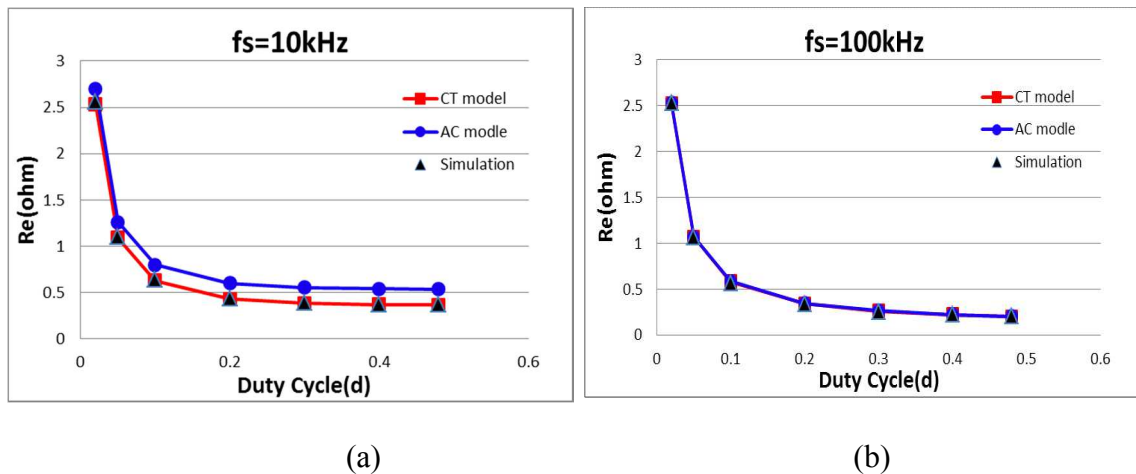 fs=10kHz
3
2.5
2
1.5
1
0.5
0
Re(ohm)
0
0.2
0.4
0.6
Duty Cycle(d)
CT model
AC modle
Simulation
(a)
fs=100kHz
3
2.5
2
1.5
1
0.5
0
Re(ohm)
0
0.1
0.2
0.3
0.4
0.5
0.6
Duty Cycle(d)
CT model
AC modle
Simulation
(b)